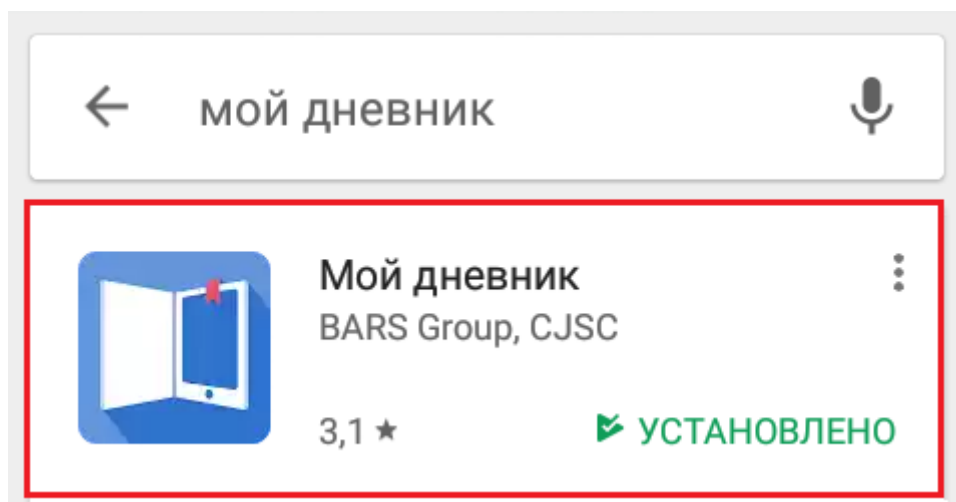 мой дневник
Мой дневник
BARS Group, CJSC
3,1 ★
УСТАНОВЛЕНО